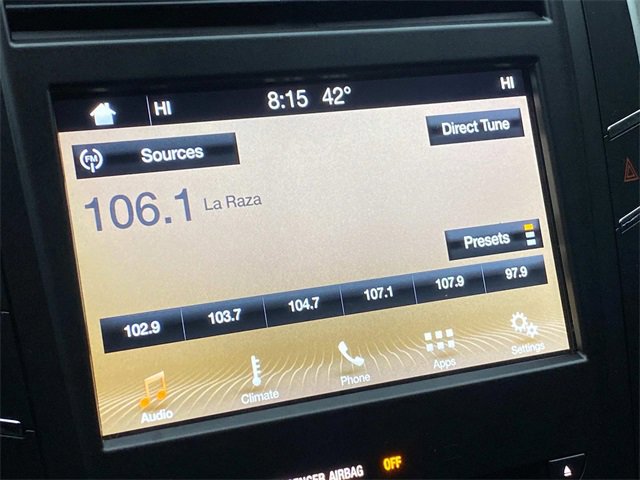 HI 8:15 42° HI
FM Sources Direct Tune
106.1 La Raza
Presets
102.9 103.7 104.7 107.1 107.9 97.9
Audio Climate Phone Apps Settings
AIRBAG OFF